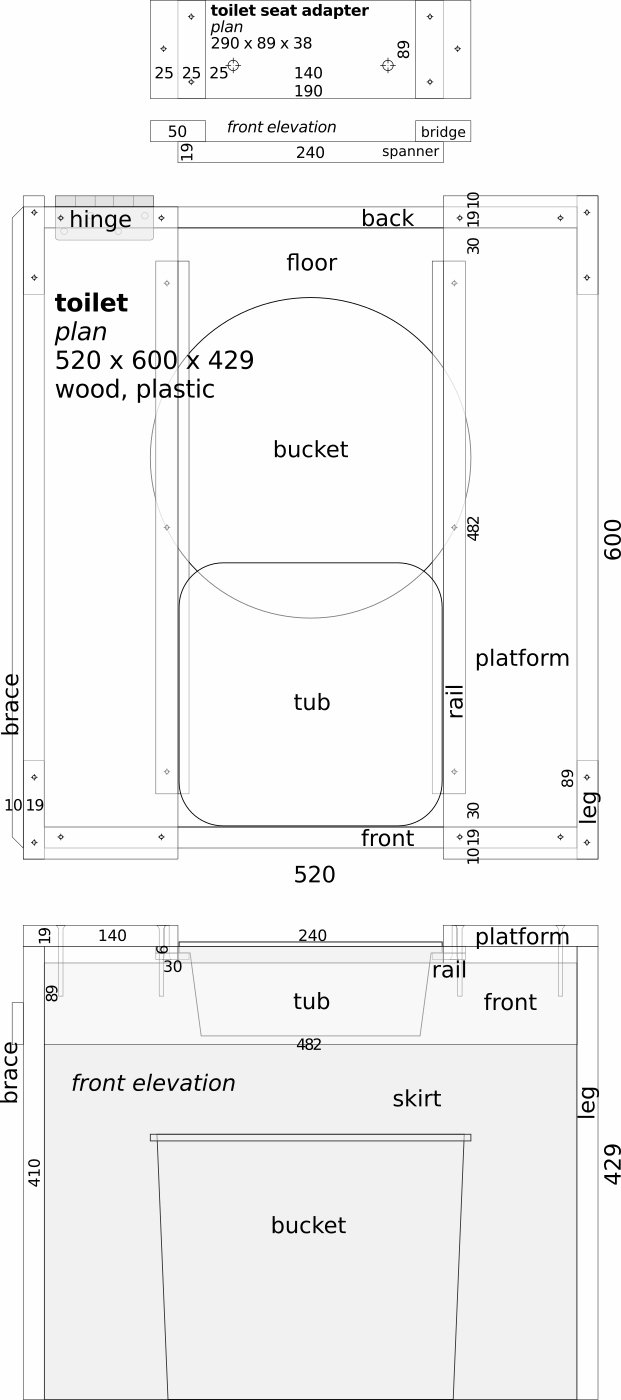 toilet seat adapter
plan
290 x 89 x 38
89
25 25 25 140
190
50 front elevation bridge
19 240 spanner
hinge back 19 10
30
floor
toilet
plan
520 x 600 x 429
wood, plastic
bucket
482
600
platform
brace tub rail
89
10 19 30 leg
front 10 19
520
19 140 240 platform
6
30 rail
89 tub front
482
brace front elevation
skirt leg
410 429
bucket